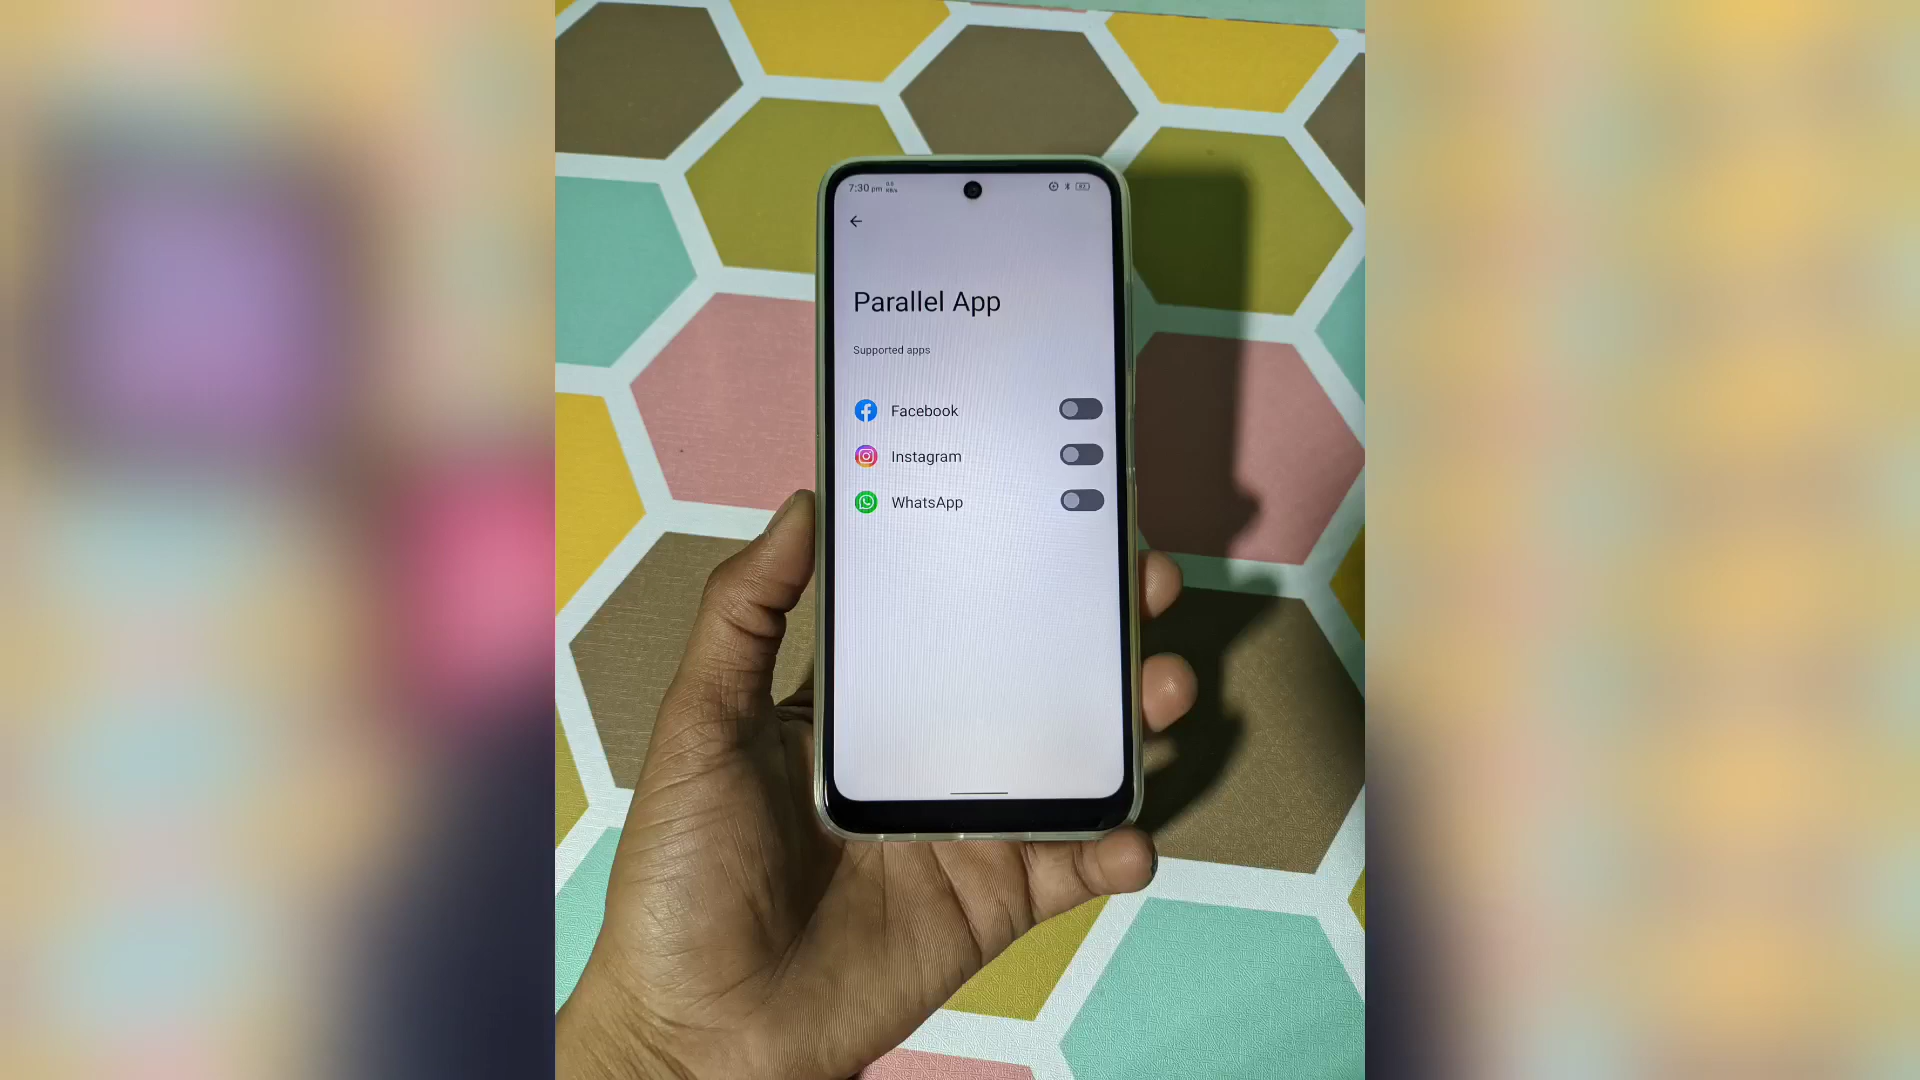 7:30 pm
Parallel App
Supported apps
Facebook
Instagram
WhatsApp